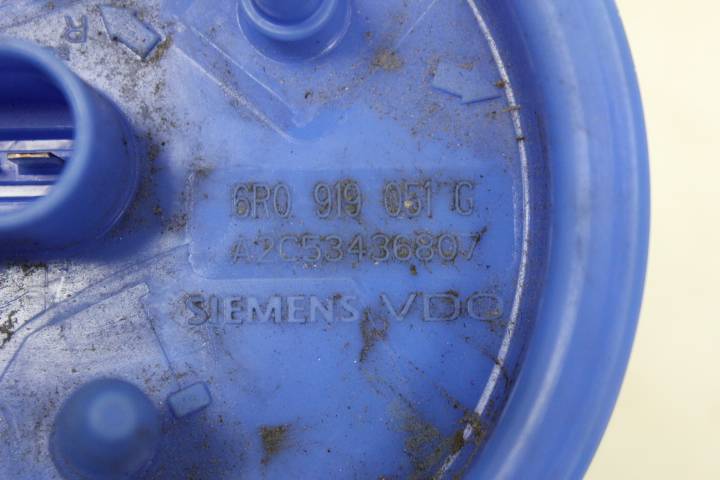 R
6R0 919 051 G
A2C53436807
SIEMENS VDO